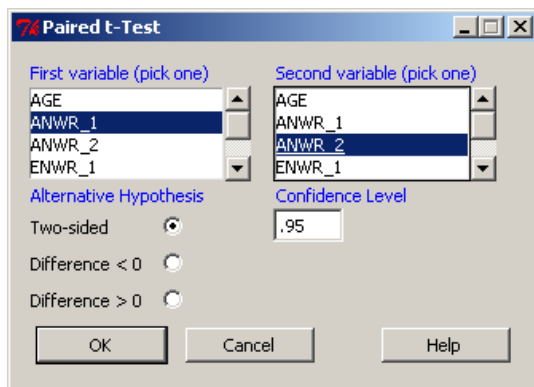 Paired t-Test
First variable (pick one)
AGE
ANWR_1
ANWR_2
ENWR_1
Second variable (pick one)
AGE
ANWR_1
ANWR_2
ENWR_1
Alternative Hypothesis
Two-sided
Difference < 0
Difference > 0
Confidence Level
.95
OK
Cancel
Help